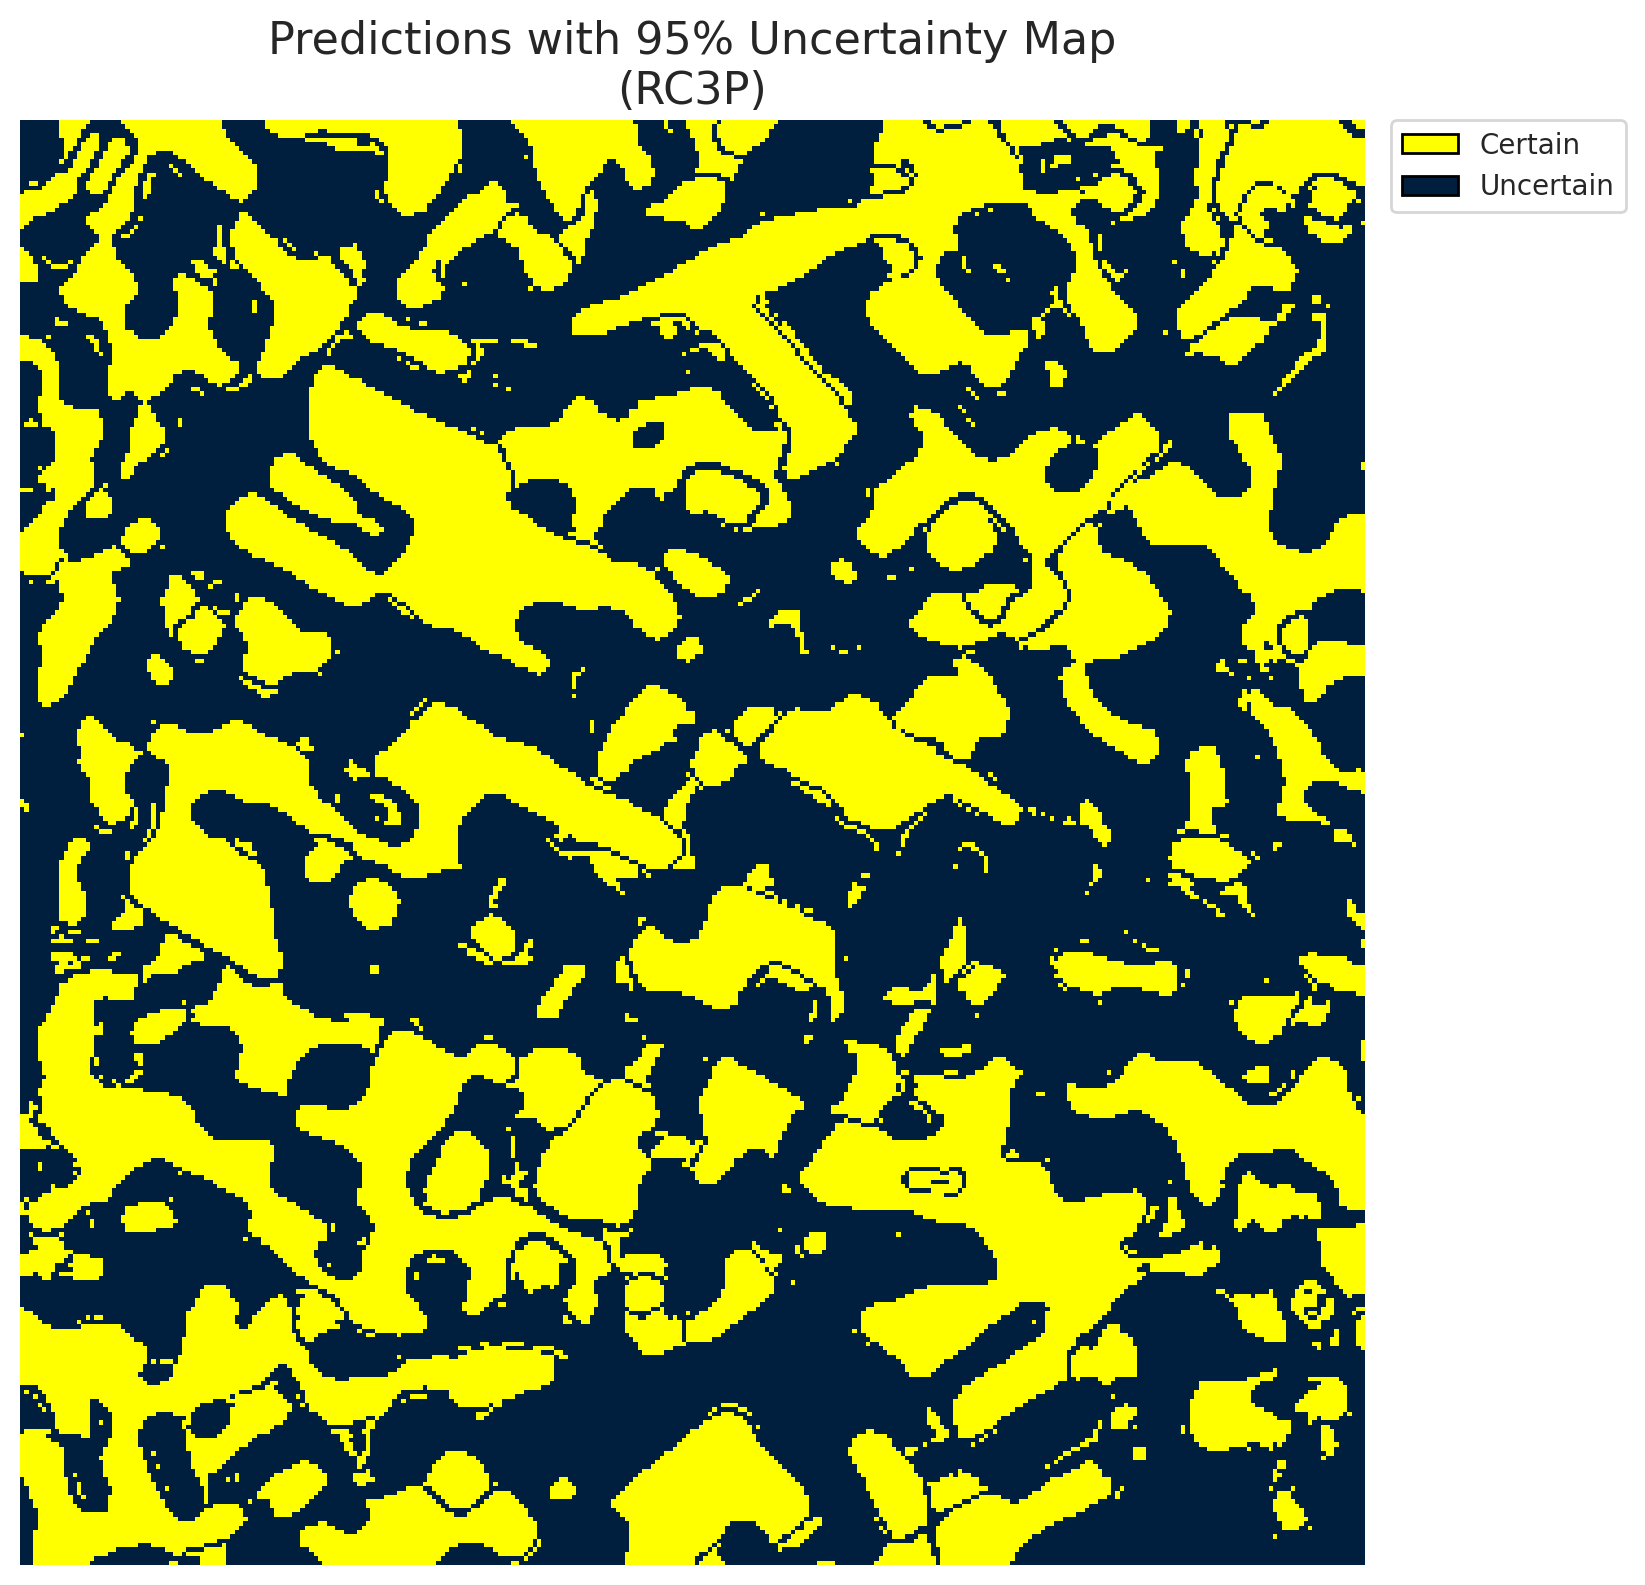 Predictions with 95% Uncertainty Map
(RC3P)
Certain
Uncertain